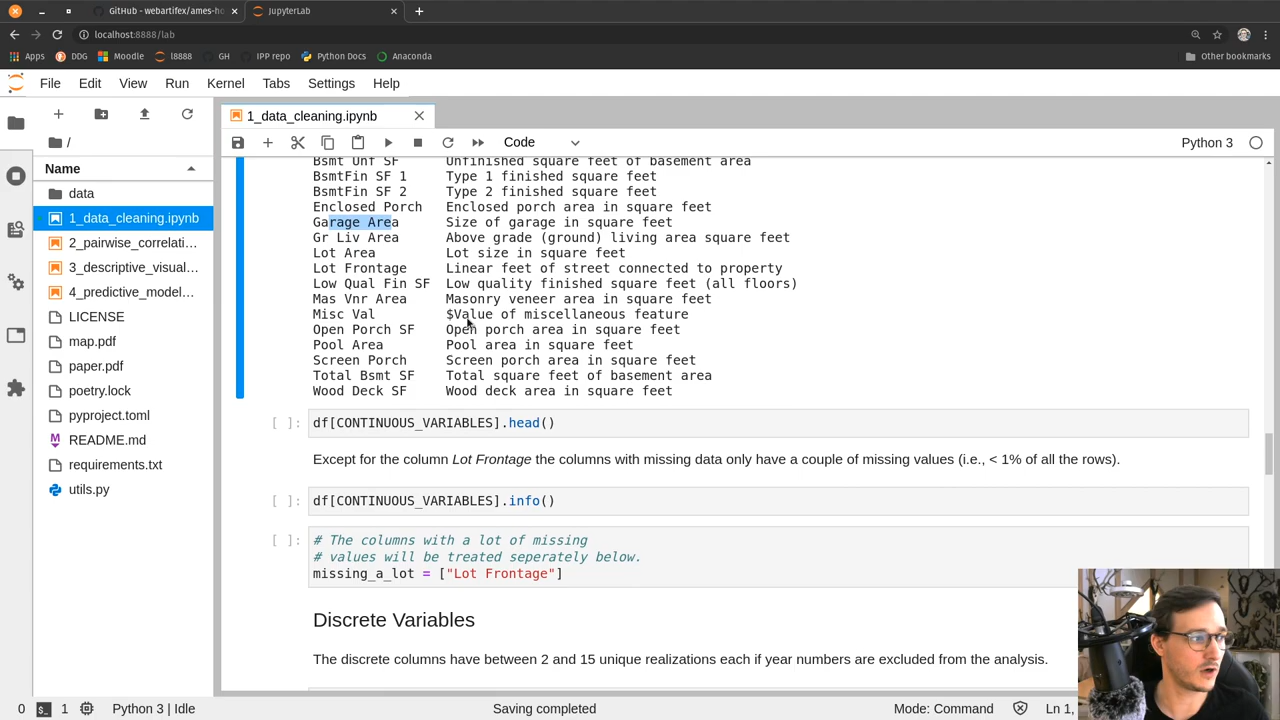 GitHub - webartifex/ames-ho
JupyterLab
localhost:8888/lab
Apps DDG Moodle l8888 GH IPP repo Python Docs Anaconda Other bookmarks
File Edit View Run Kernel Tabs Settings Help
1_data_cleaning.ipynb
/
Code
Python 3
Name
data
1_data_cleaning.ipynb
2_pairwise_correlati...
3_descriptive_visual...
4_predictive_model...
LICENSE
map.pdf
paper.pdf
poetry.lock
pyproject.toml
README.md
requirements.txt
utils.py
Bsmt Unf SF Unfinished square feet of basement area
BsmtFin SF 1 Type 1 finished square feet
BsmtFin SF 2 Type 2 finished square feet
Enclosed Porch Enclosed porch area in square feet
Garage Area Size of garage in square feet
Gr Liv Area Above grade (ground) living area square feet
Lot Area Lot size in square feet
Lot Frontage Linear feet of street connected to property
Low Qual Fin SF Low quality finished square feet (all floors)
Mas Vnr Area Masonry veneer area in square feet
Misc Val $Value of miscellaneous feature
Open Porch SF Open porch area in square feet
Pool Area Pool area in square feet
Screen Porch Screen porch area in square feet
Total Bsmt SF Total square feet of basement area
Wood Deck SF Wood deck area in square feet
[ ]: df[CONTINUOUS_VARIABLES].head()
Except for the column Lot Frontage the columns with missing data only have a couple of missing values (i.e., < 1% of all the rows).
[ ]: df[CONTINUOUS_VARIABLES].info()
[ ]: # The columns with a lot of missing
# values will be treated seperately below.
missing_a_lot = ["Lot Frontage"]
Discrete Variables
The discrete columns have between 2 and 15 unique realizations each if year numbers are excluded from the analysis.
0 1 Python 3 | Idle Saving completed Mode: Command Ln 1,